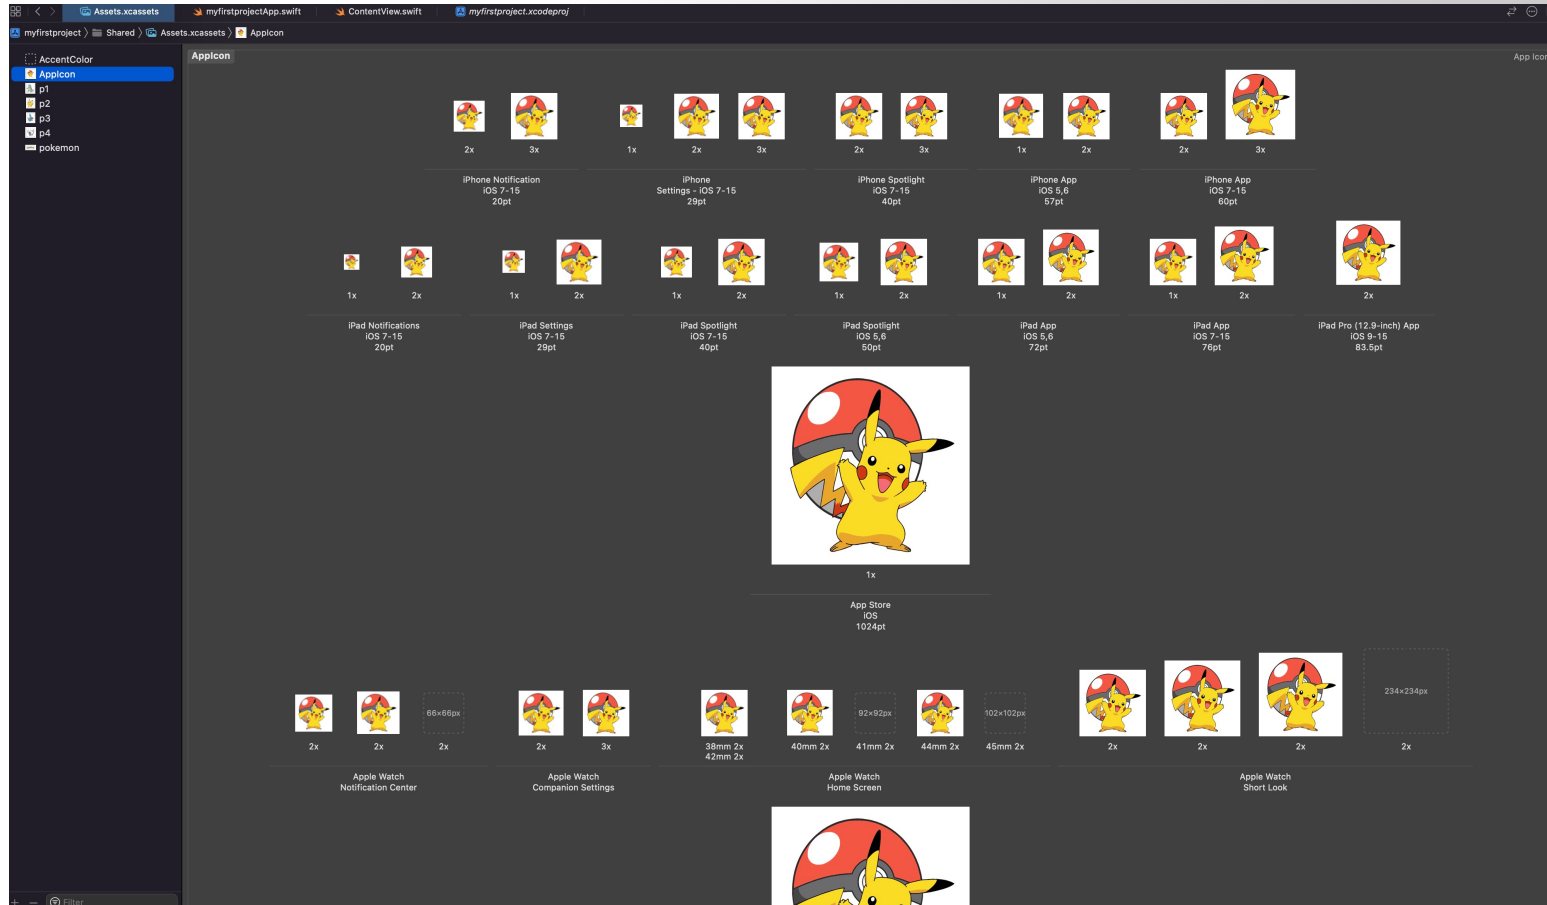 Assets.xcassets
myfirstprojectApp.swift
ContentView.swift
myfirstproject.xcodeproj
myfirstproject
Shared
Assets.xcassets
AppIcon
AccentColor
AppIcon
p1
p2
p3
p4
pokemon
AppIcon
App Icon
2x 3x
iPhone Notification
iOS 7-15
20pt
1x 2x 3x
iPhone
Settings - iOS 7-15
29pt
2x 3x
iPhone Spotlight
iOS 7-15
40pt
1x 2x
iPhone App
iOS 5,6
57pt
2x 3x
iPhone App
iOS 7-15
60pt
1x 2x
iPad Notifications
iOS 7-15
20pt
1x 2x
iPad Settings
iOS 7-15
29pt
1x 2x
iPad Spotlight
iOS 7-15
40pt
1x 2x
iPad Spotlight
iOS 5,6
50pt
1x 2x
iPad App
iOS 5,6
72pt
1x 2x
iPad App
iOS 7-15
76pt
2x
iPad Pro (12.9-inch) App
iOS 9-15
83.5pt
1x
App Store
iOS
1024pt
66×66px
2x 2x 2x
Apple Watch
Notification Center
2x 3x
Apple Watch
Companion Settings
92×92px 102×102px
38mm 2x 40mm 2x 41mm 2x 44mm 2x 45mm 2x
42mm 2x
Apple Watch
Home Screen
234×234px
2x 2x 2x 2x
Apple Watch
Short Look
Filter